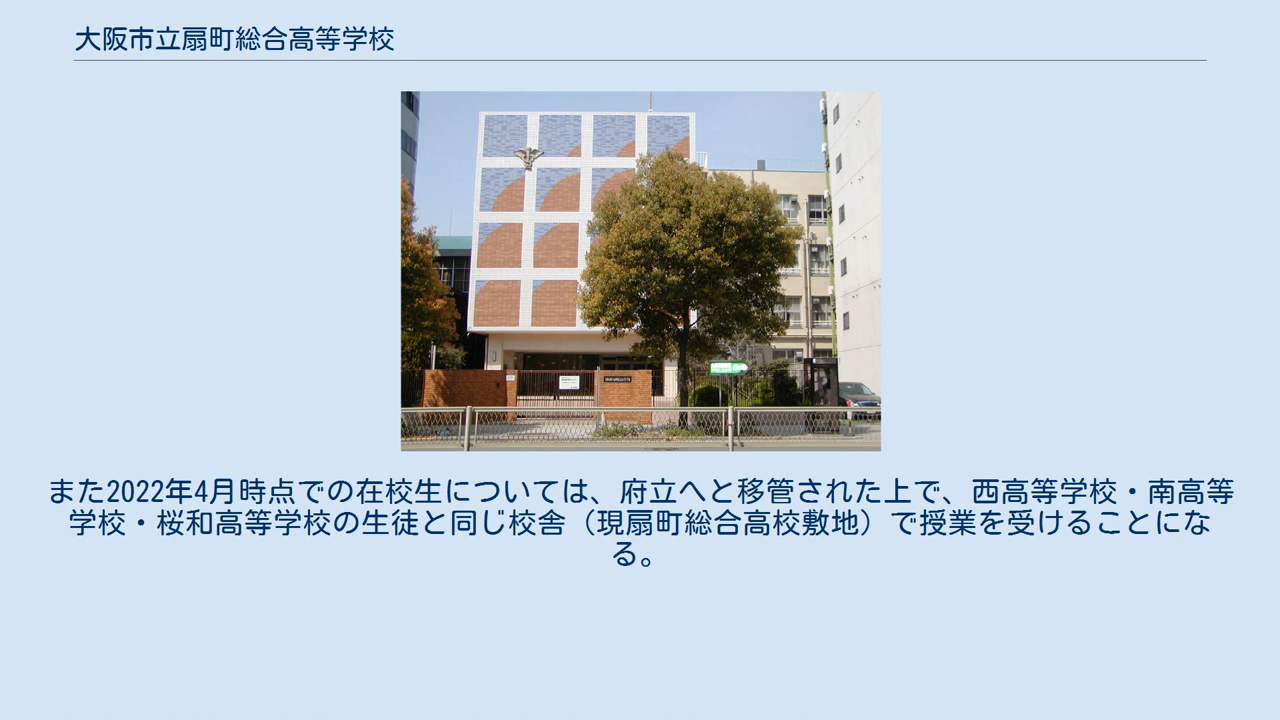 大阪市立扇町総合高等学校
また2022年4月時点での在校生については、府立へと移管された上で、西高等学校・南高等
学校・桜和高等学校の生徒と同じ校舎（現扇町総合高校敷地）で授業を受けることにな
る。